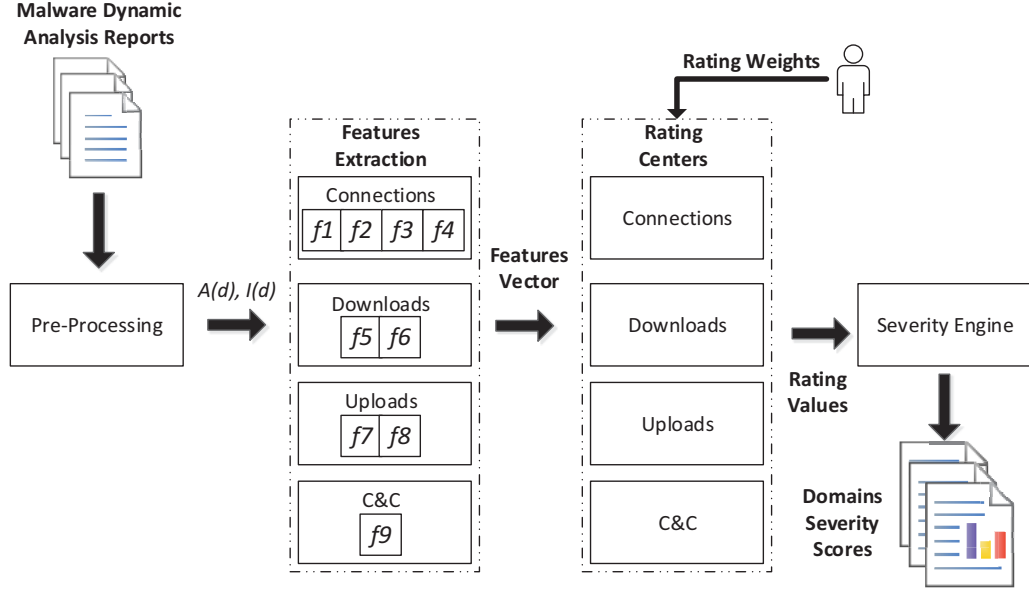 Malware Dynamic
Analysis Reports
Rating Weights
Features
Extraction
Rating
Centers
Connections
f1 f2 f3 f4
Connections
Features
Vector
Pre-Processing
A(d), I(d)
Downloads
f5 f6
Downloads
Severity Engine
Rating
Values
Uploads
f7 f8
Uploads
C&C
f9
C&C
Domains
Severity
Scores